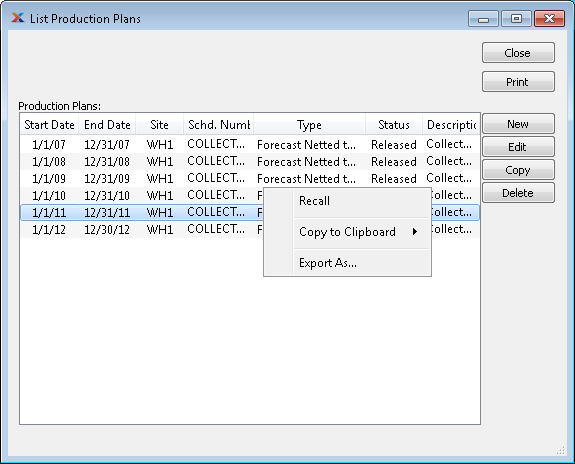 List Production Plans
Close
Print
Production Plans:
Start Date End Date Site Schd. Numb Type Status Descriptic
1/1/07 12/31/07 WH1 COLLECT... Forecast Netted t... Released Collect...
1/1/08 12/31/08 WH1 COLLECT... Forecast Netted t... Released Collect...
1/1/09 12/31/09 WH1 COLLECT... Forecast Netted t... Released Collect...
1/1/10 12/31/10 WH1 COLLECT... F ollect...
1/1/11 12/31/11 WH1 COLLECT... F ollect...
1/1/12 12/30/12 WH1 COLLECT... F ollect...
Recall
Copy to Clipboard
Export As...
New
Edit
Copy
Delete